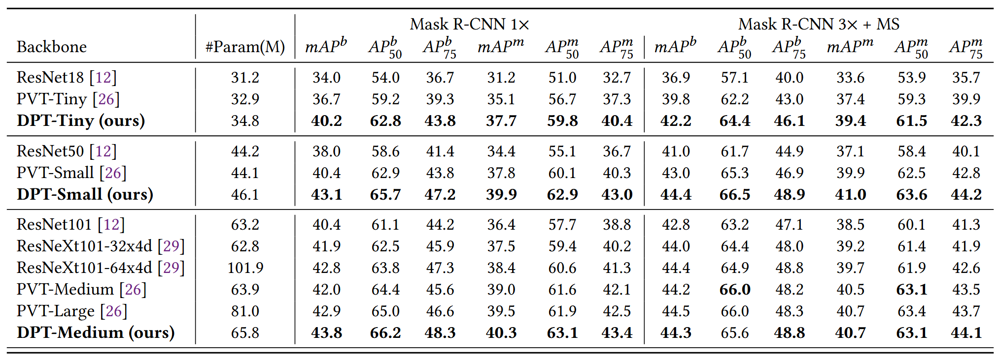 Mask R-CNN 1× Mask R-CNN 3× + MS
Backbone #Param(M) mAP^b AP^b_50 AP^b_75 mAP^m AP^m_50 AP^m_75 mAP^b AP^b_50 AP^b_75 mAP^m AP^m_50 AP^m_75
ResNet18 [12] 31.2 34.0 54.0 36.7 31.2 51.0 32.7 36.9 57.1 40.0 33.6 53.9 35.7
PVT-Tiny [26] 32.9 36.7 59.2 39.3 35.1 56.7 37.3 39.8 62.2 43.0 37.4 59.3 39.9
DPT-Tiny (ours) 34.8 40.2 62.8 43.8 37.7 59.8 40.4 42.2 64.4 46.1 39.4 61.5 42.3
ResNet50 [12] 44.2 38.0 58.6 41.4 34.4 55.1 36.7 41.0 61.7 44.9 37.1 58.4 40.1
PVT-Small [26] 44.1 40.4 62.9 43.8 37.8 60.1 40.3 43.0 65.3 46.9 39.9 62.5 42.8
DPT-Small (ours) 46.1 43.1 65.7 47.2 39.9 62.9 43.0 44.4 66.5 48.9 41.0 63.6 44.2
ResNet101 [12] 63.2 40.4 61.1 44.2 36.4 57.7 38.8 42.8 63.2 47.1 38.5 60.1 41.3
ResNeXt101-32x4d [29] 62.8 41.9 62.5 45.9 37.5 59.4 40.2 44.0 64.4 48.0 39.2 61.4 41.9
ResNeXt101-64x4d [29] 101.9 42.8 63.8 47.3 38.4 60.6 41.3 44.4 64.9 48.8 39.7 61.9 42.6
PVT-Medium [26] 63.9 42.0 64.4 45.6 39.0 61.6 42.1 44.2 66.0 48.2 40.5 63.1 43.5
PVT-Large [26] 81.0 42.9 65.0 46.6 39.5 61.9 42.5 44.5 66.0 48.3 40.7 63.4 43.7
DPT-Medium (ours) 65.8 43.8 66.2 48.3 40.3 63.1 43.4 44.3 65.6 48.8 40.7 63.1 44.1